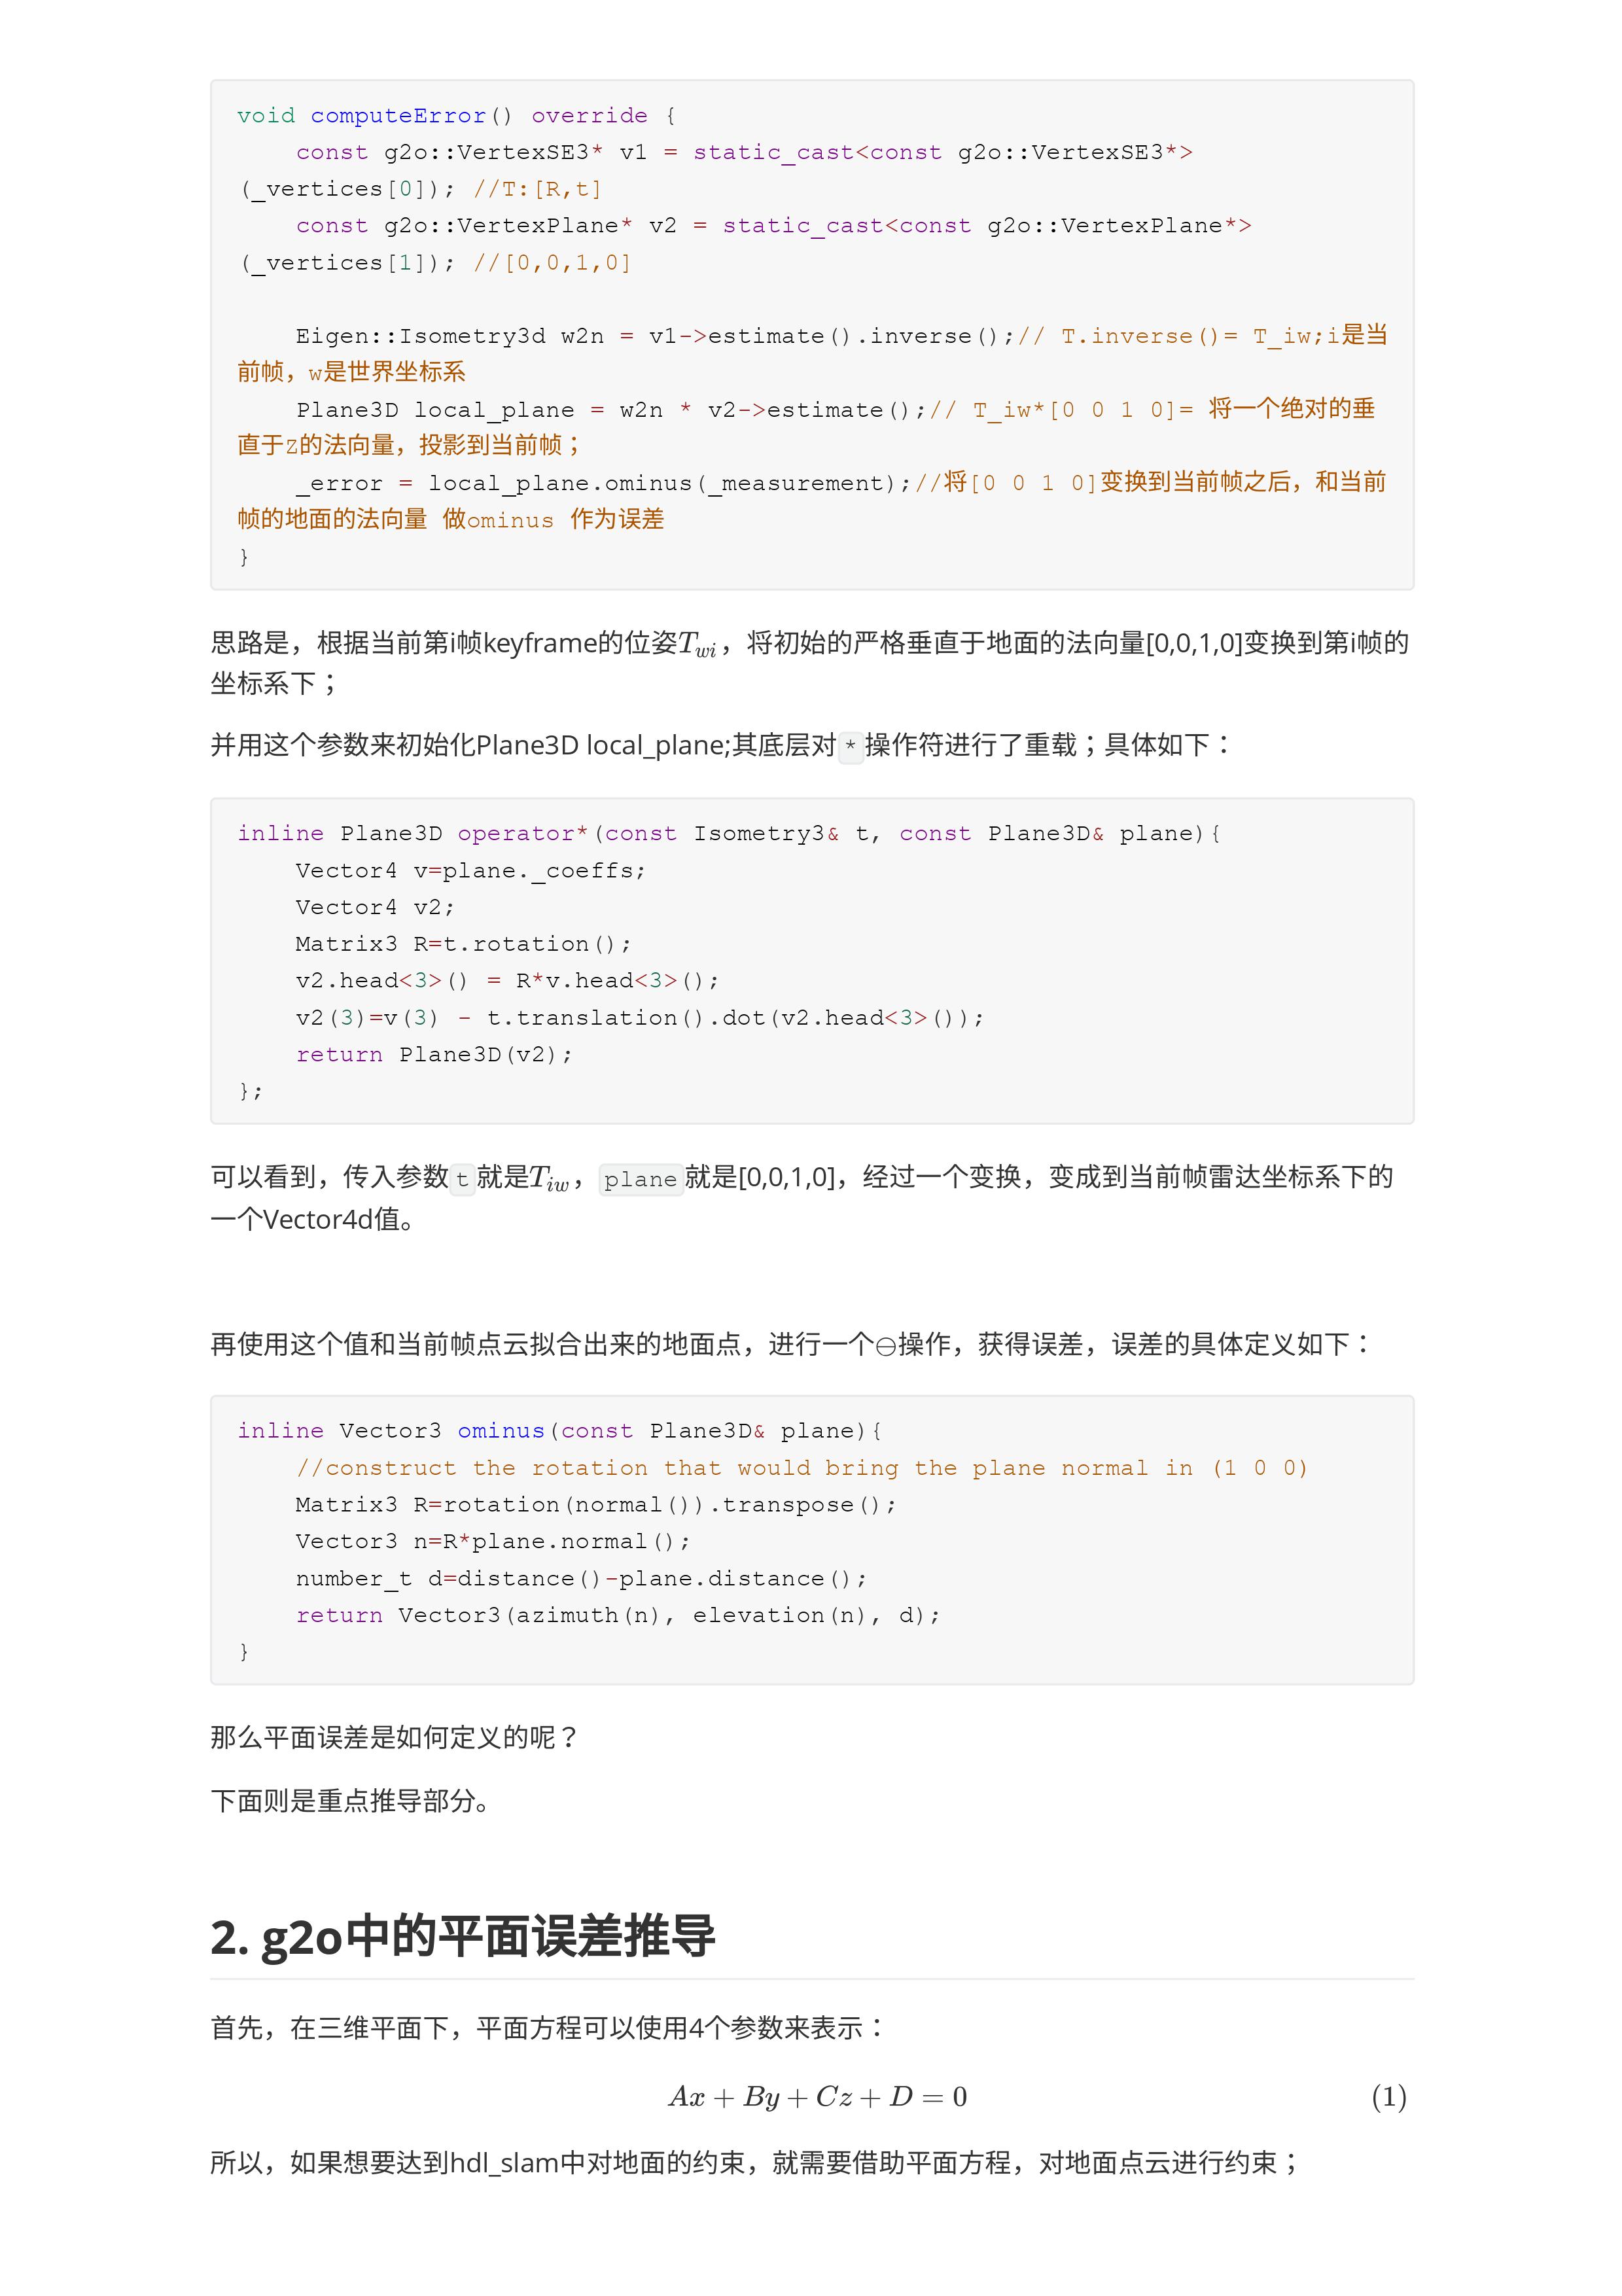 void computeError() override {
    const g2o::VertexSE3* v1 = static_cast<const g2o::VertexSE3*>
(_vertices[0]); //T:[R,t]
    const g2o::VertexPlane* v2 = static_cast<const g2o::VertexPlane*>
(_vertices[1]); //[0,0,1,0]

    Eigen::Isometry3d w2n = v1->estimate().inverse();// T.inverse()= T_iw;i是当
前帧，w是世界坐标系
    Plane3D local_plane = w2n * v2->estimate();// T_iw*[0 0 1 0]= 将一个绝对的垂
直于Z的法向量，投影到当前帧；
    _error = local_plane.ominus(_measurement);//将[0 0 1 0]变换到当前帧之后，和当前
帧的地面的法向量 做ominus 作为误差
}
思路是，根据当前第i帧keyframe的位姿$T_{wi}$，将初始的严格垂直于地面的法向量[0,0,1,0]变换到第i帧的
坐标系下；
并用这个参数来初始化Plane3D local_plane;其底层对*操作符进行了重载；具体如下：
inline Plane3D operator*(const Isometry3& t, const Plane3D& plane){
    Vector4 v=plane._coeffs;
    Vector4 v2;
    Matrix3 R=t.rotation();
    v2.head<3>() = R*v.head<3>();
    v2(3)=v(3) - t.translation().dot(v2.head<3>());
    return Plane3D(v2);
};
可以看到，传入参数t就是$T_{iw}$，plane就是[0,0,1,0]，经过一个变换，变成到当前帧雷达坐标系下的
一个Vector4d值。
再使用这个值和当前帧点云拟合出来的地面点，进行一个⊖操作，获得误差，误差的具体定义如下：
inline Vector3 ominus(const Plane3D& plane){
    //construct the rotation that would bring the plane normal in (1 0 0)
    Matrix3 R=rotation(normal()).transpose();
    Vector3 n=R*plane.normal();
    number_t d=distance()-plane.distance();
    return Vector3(azimuth(n), elevation(n), d);
}
那么平面误差是如何定义的呢？
下面则是重点推导部分。
2. g2o中的平面误差推导
首先，在三维平面下，平面方程可以使用4个参数来表示：
$Ax + By + Cz + D = 0$ (1)
所以，如果想要达到hdl_slam中对地面的约束，就需要借助平面方程，对地面点云进行约束；